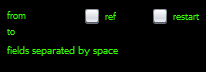 from ref restart
to
fields separated by space